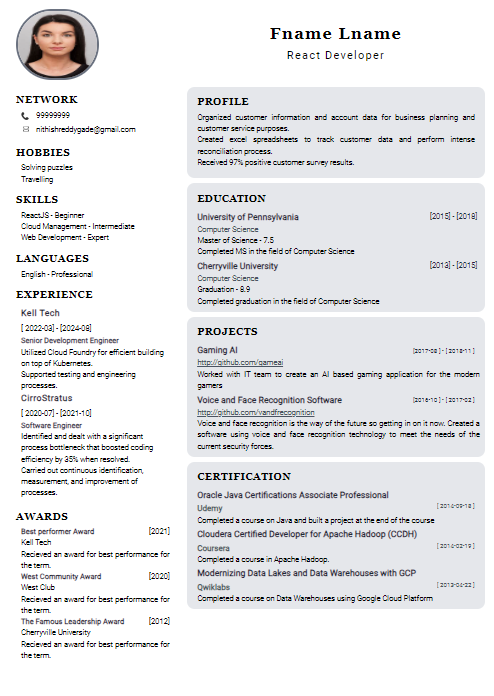 Fname Lname
React Developer
NETWORK
99999999
nithishreddygade@gmail.com
HOBBIES
Solving puzzles
Travelling
SKILLS
ReactJS - Beginner
Cloud Management - Intermediate
Web Development - Expert
LANGUAGES
English - Professional
EXPERIENCE
Kell Tech
[ 2022-03] - [2024-08]
Senior Development Engineer
Utilized Cloud Foundry for efficient building
on top of Kubernetes.
Supported testing and engineering
processes.
CirroStratus
[ 2020-07] - [2021-10]
Software Engineer
Identified and dealt with a significant
process bottleneck that boosted coding
efficiency by 35% when resolved.
Carried out continuous identification,
measurement, and improvement of
processes.
AWARDS
Best performer Award [2021]
Kell Tech
Recieved an award for best performance for
the term.
West Community Award [2020]
West Club
Recieved an award for best performance for
the term.
The Famous Leadership Award [2012]
Cherryville University
Recieved an award for best performance for
the term.
PROFILE
Organized customer information and account data for business planning and
customer service purposes.
Created excel spreadsheets to track customer data and perform intense
reconciliation process.
Received 97% positive customer survey results.
EDUCATION
University of Pennsylvania [2015] - [2018]
Computer Science
Master of Science - 7.5
Completed MS in the field of Computer Science
Cherryville University [2013] - [2015]
Computer Science
Graduation - 8.9
Completed graduation in the field of Computer Science
PROJECTS
Gaming AI [2017-08 ] - [ 2018-11 ]
http://github.com/gameai
Worked with IT team to create an AI based gaming application for the modern
gamers
Voice and Face Recognition Software [2016-10 ] - [ 2017-02 ]
http://github.com/vandfrecognition
Voice and face recognition is the way of the future so getting in on it now. Created a
software using voice and face recognition technology to meet the needs of the
current security forces.
CERTIFICATION
Oracle Java Certifications Associate Professional
Udemy [ 2014-09-18 ]
Completed a course on Java and built a project at the end of the course
Cloudera Certified Developer for Apache Hadoop (CCDH)
Coursera [ 2014-02-19 ]
Completed a course in Apache Hadoop.
Modernizing Data Lakes and Data Warehouses with GCP
Qwiklabs [ 2013-04-22 ]
Completed a course on Data Warehouses using Google Cloud Platform